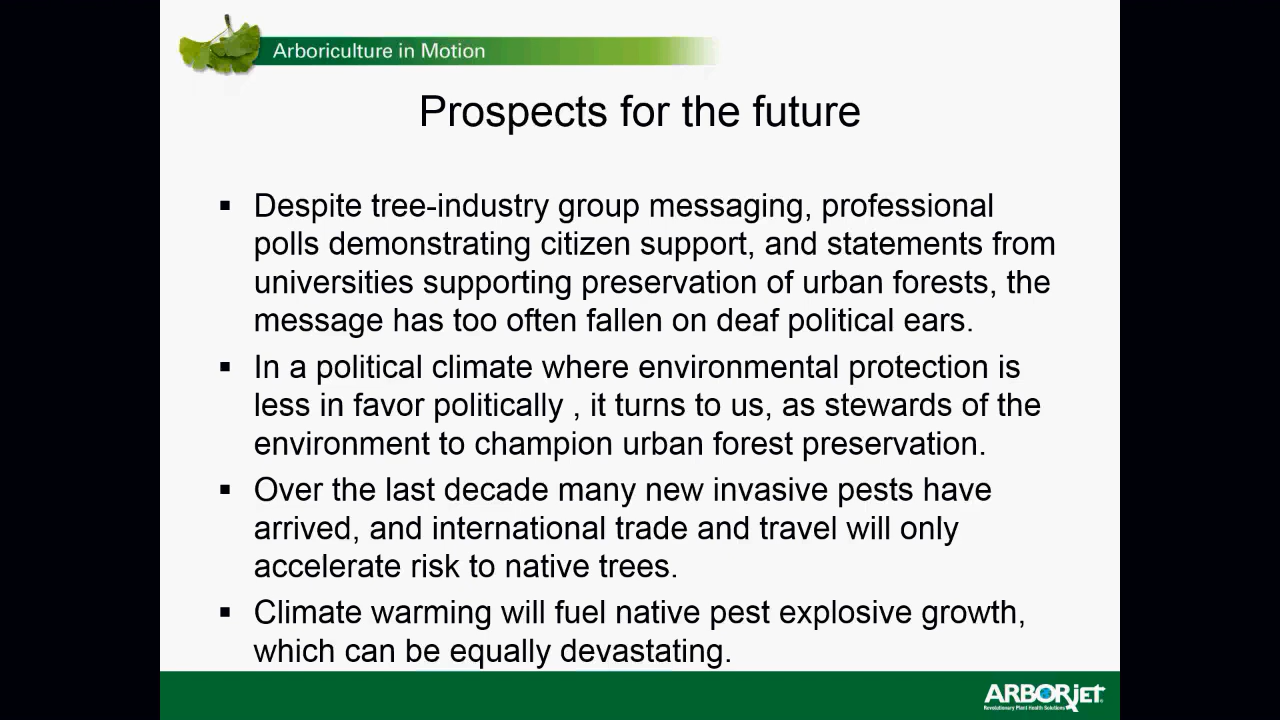 Arboriculture in Motion
Prospects for the future
▪ Despite tree-industry group messaging, professional
polls demonstrating citizen support, and statements from
universities supporting preservation of urban forests, the
message has too often fallen on deaf political ears.
▪ In a political climate where environmental protection is
less in favor politically , it turns to us, as stewards of the
environment to champion urban forest preservation.
▪ Over the last decade many new invasive pests have
arrived, and international trade and travel will only
accelerate risk to native trees.
▪ Climate warming will fuel native pest explosive growth,
which can be equally devastating.
ARBORjet
Revolutionary Plant Health Solutions